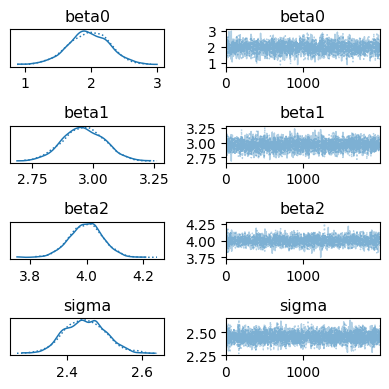 beta0 beta0
3
2
1
1 2 3 0 1000
beta1 beta1
3.25
3.00
2.75
2.75 3.00 3.25 0 1000
beta2 beta2
4.25
4.00
3.75
3.8 4.0 4.2 0 1000
sigma sigma
2.50
2.25
2.4 2.6 0 1000